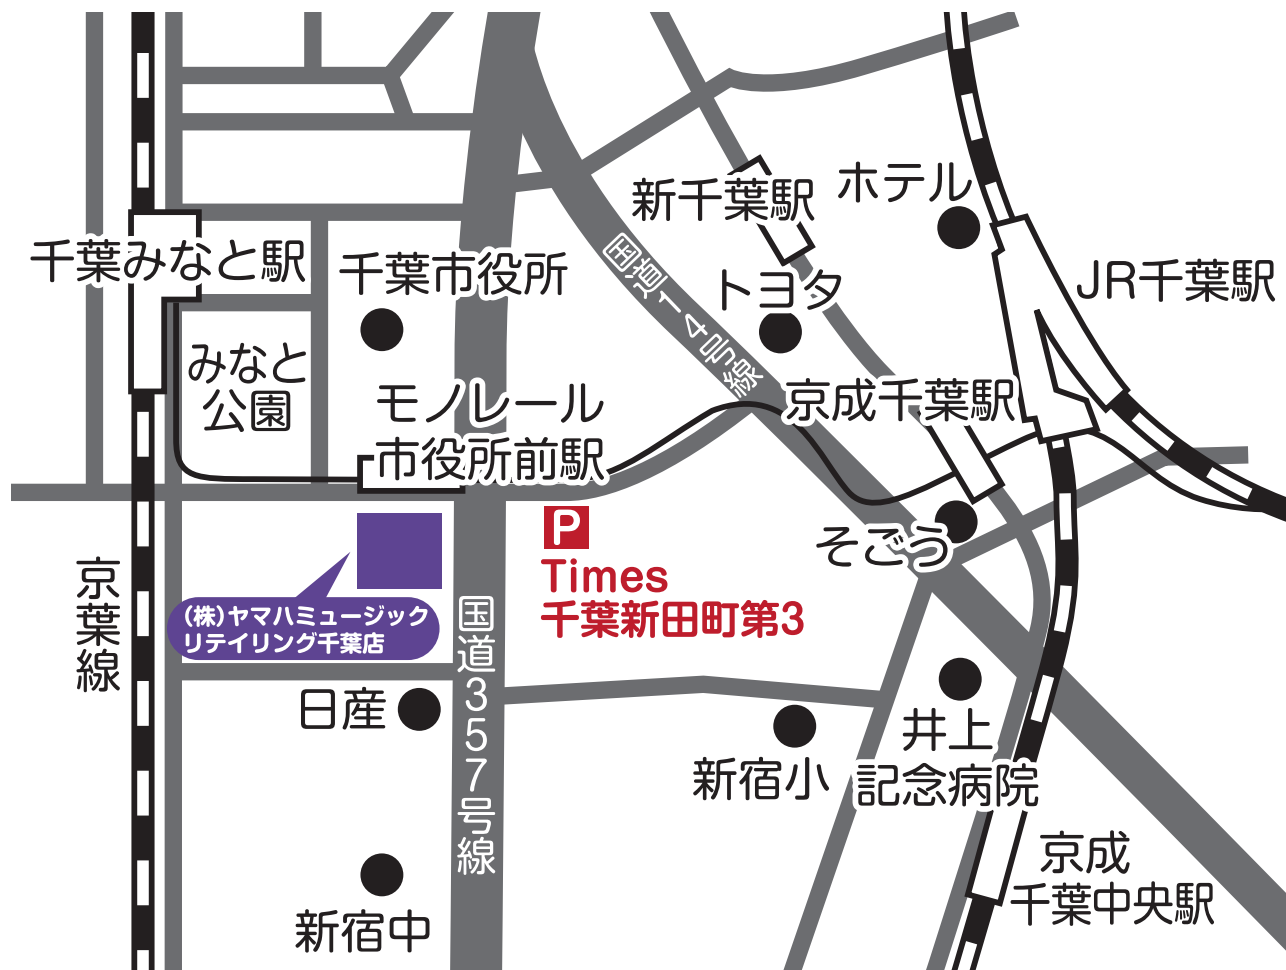 新千葉駅
ホテル
千葉みなと駅
千葉市役所
国道14号線
トヨタ
JR千葉駅
みなと
公園
モノレール
市役所前駅
京成千葉駅
そごう
P
Times
千葉新田町第3
京葉線
(株)ヤマハミュージック
リテイリング千葉店
国道357号線
日産
新宿小
井上
記念病院
新宿中
京成
千葉中央駅